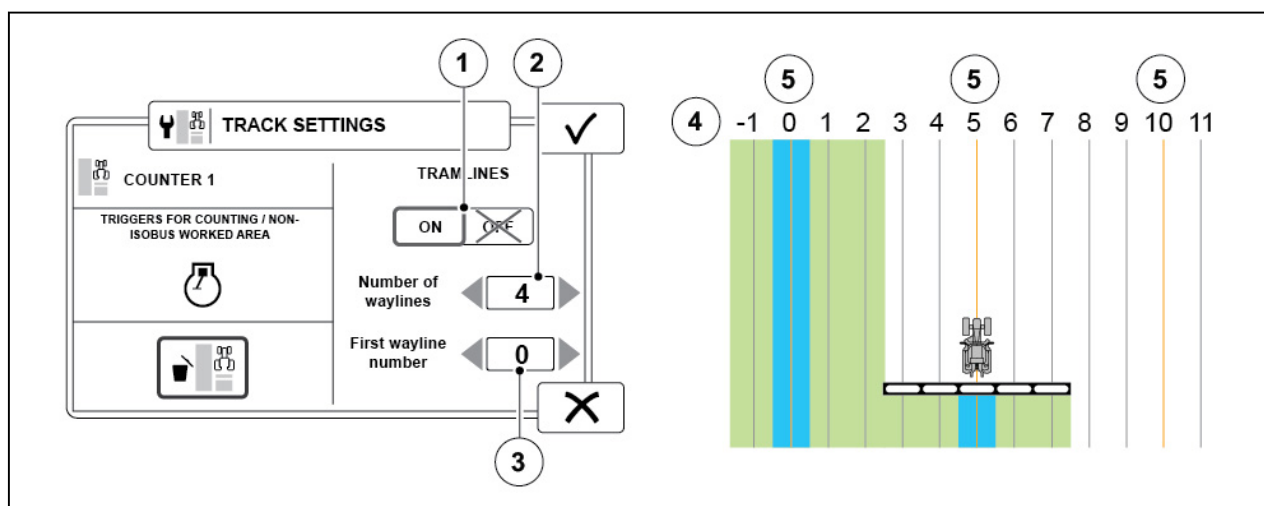 1
2
TRACK SETTINGS
COUNTER 1
TRAMLINES
TRIGGERS FOR COUNTING / NON-
ISOBUS WORKED AREA
ON OFF
Number of
waylines
4
First wayline
number
0
3
5 5 5
4
-1 0 1 2 3 4 5 6 7 8 9 10 11